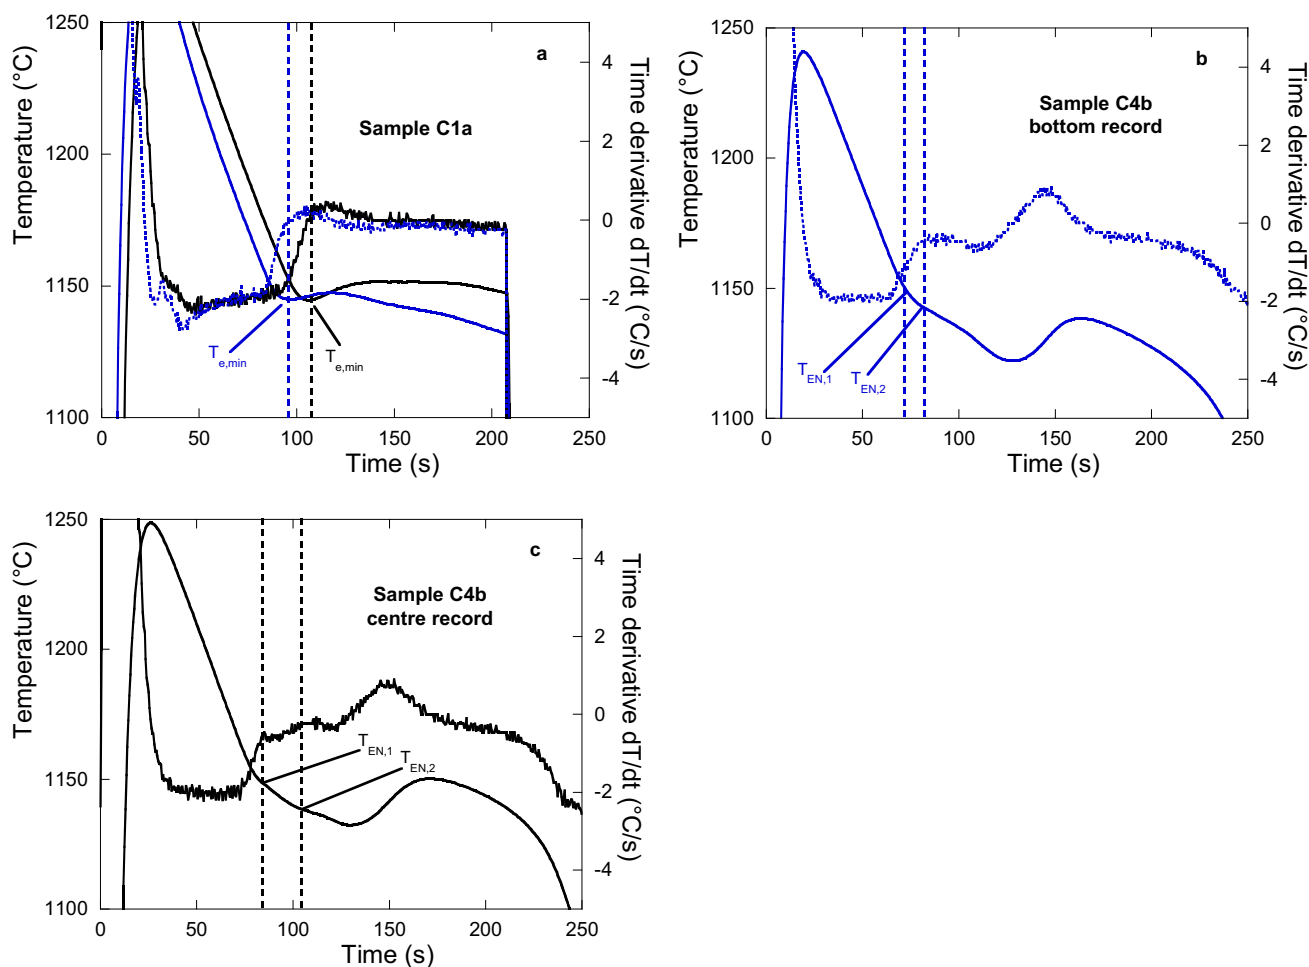 1250
1200
1150
1100
Temperature (°C)
a
Sample C1a
T e,min
T e,min
4
2
0
-2
-4
Time derivative dT/dt (°C/s)
0 50 100 150 200 250
Time (s)
1250
1200
1150
1100
Temperature (°C)
b
Sample C4b
bottom record
T EN,1
T EN,2
4
2
0
-2
-4
Time derivative dT/dt (°C/s)
0 50 100 150 200 250
Time (s)
1250
1200
1150
1100
Temperature (°C)
c
Sample C4b
centre record
T EN,1
T EN,2
4
2
0
-2
-4
Time derivative dT/dt (°C/s)
0 50 100 150 200 250
Time (s)